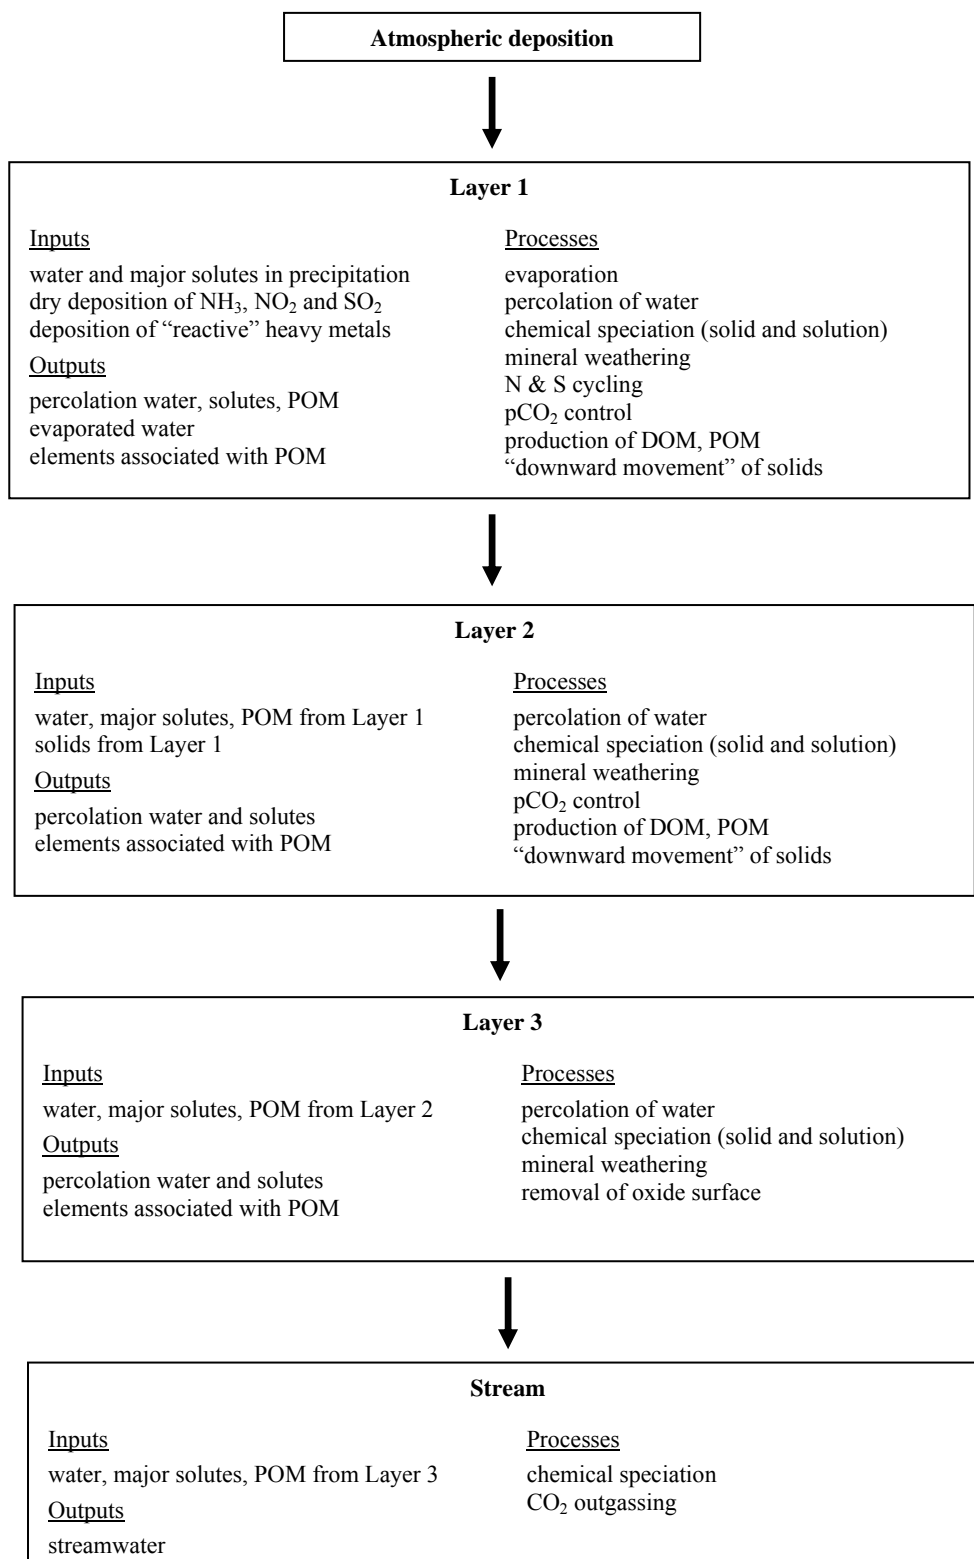 Atmospheric deposition
Layer 1
Inputs
water and major solutes in precipitation
dry deposition of NH₃, NO₂ and SO₂
deposition of “reactive” heavy metals
Outputs
percolation water, solutes, POM
evaporated water
elements associated with POM
Processes
evaporation
percolation of water
chemical speciation (solid and solution)
mineral weathering
N & S cycling
pCO₂ control
production of DOM, POM
“downward movement” of solids
Layer 2
Inputs
water, major solutes, POM from Layer 1
solids from Layer 1
Outputs
percolation water and solutes
elements associated with POM
Processes
percolation of water
chemical speciation (solid and solution)
mineral weathering
pCO₂ control
production of DOM, POM
“downward movement” of solids
Layer 3
Inputs
water, major solutes, POM from Layer 2
Outputs
percolation water and solutes
elements associated with POM
Processes
percolation of water
chemical speciation (solid and solution)
mineral weathering
removal of oxide surface
Stream
Inputs
water, major solutes, POM from Layer 3
Outputs
streamwater
Processes
chemical speciation
CO₂ outgassing